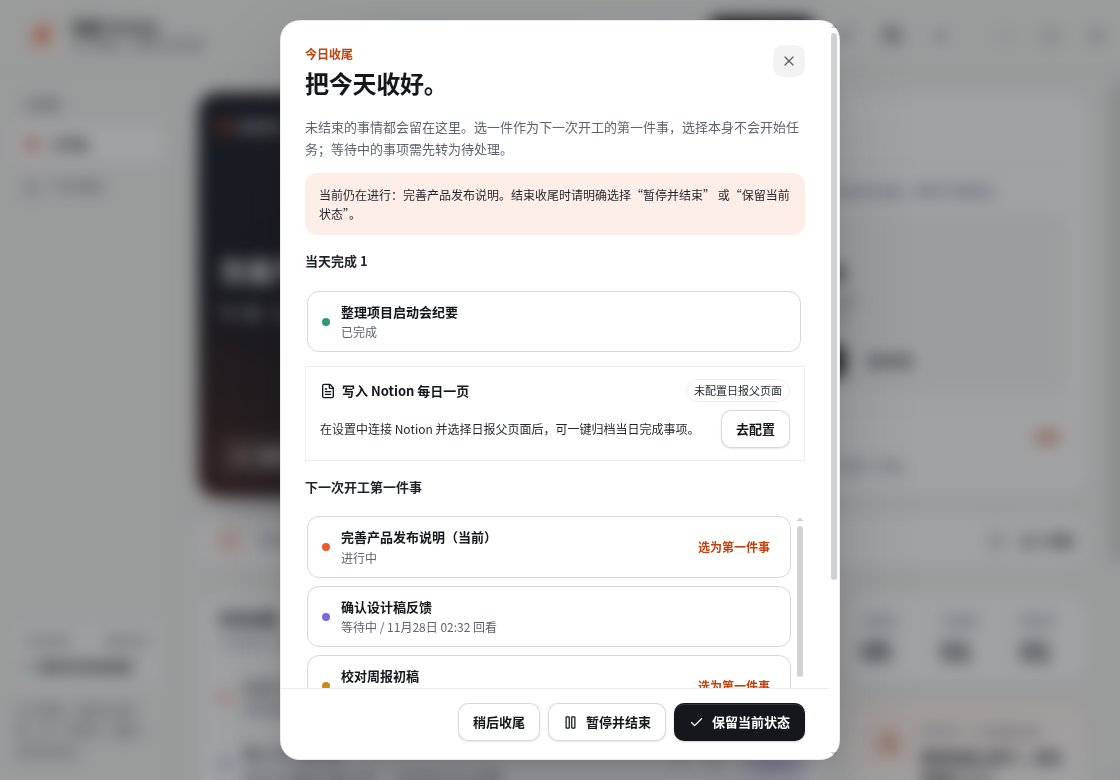 今日收尾
把今天收好。
未结束的事情都会留在这里。选一件作为下一次开工的第一件事，选择本身不会开始任
务；等待中的事项需先转为待处理。
当前仍在进行：完善产品发布说明。结束收尾时请明确选择“暂停并结束” 或“保留当前
状态”。
当天完成 1
整理项目启动会纪要
已完成
写入 Notion 每日一页
未配置日报父页面
在设置中连接 Notion 并选择日报父页面后，可一键归档当日完成事项。
去配置
下一次开工第一件事
完善产品发布说明（当前）
进行中
选为第一件事
确认设计稿反馈
等待中 / 11月28日 02:32 回看
校对周报初稿
选为第一件事
稍后收尾
暂停并结束
保留当前状态